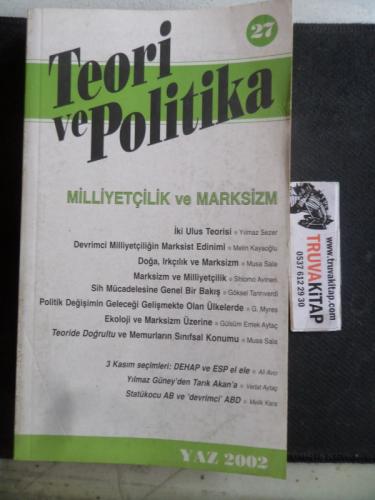 27
Teori
ve Politika
MİLLİYETÇİLİK ve MARKSİZM
İki Ulus Teorisi Yılmaz Sezer
Devrimci Milliyetçiliğin Marksist Edinimi Metin Kayaoğlu
Doğa, Irkçılık ve Marksizm Musa Sala
Marksizm ve Milliyetçilik Shlomo Avineri
Sih Mücadelesine Genel Bir Bakış Göksel Tanrıverdi
Politik Değişimin Geleceği Gelişmekte Olan Ülkelerde G. Myres
Ekoloji ve Marksizm Üzerine Gülsüm Emek Aytaç
Teoride Doğrultu ve Memurların Sınıfsal Konumu Musa Sala
3 Kasım seçimleri: DEHAP ve ESP el ele Ali Avcı
Yılmaz Güney'den Tarık Akan'a Vertat Aytaç
Statükocu AB ve 'devrimci' ABD Melik Kara
YAZ 2002
www.truvakitap.com
TRUVAKİTAP
0537 612 29 30